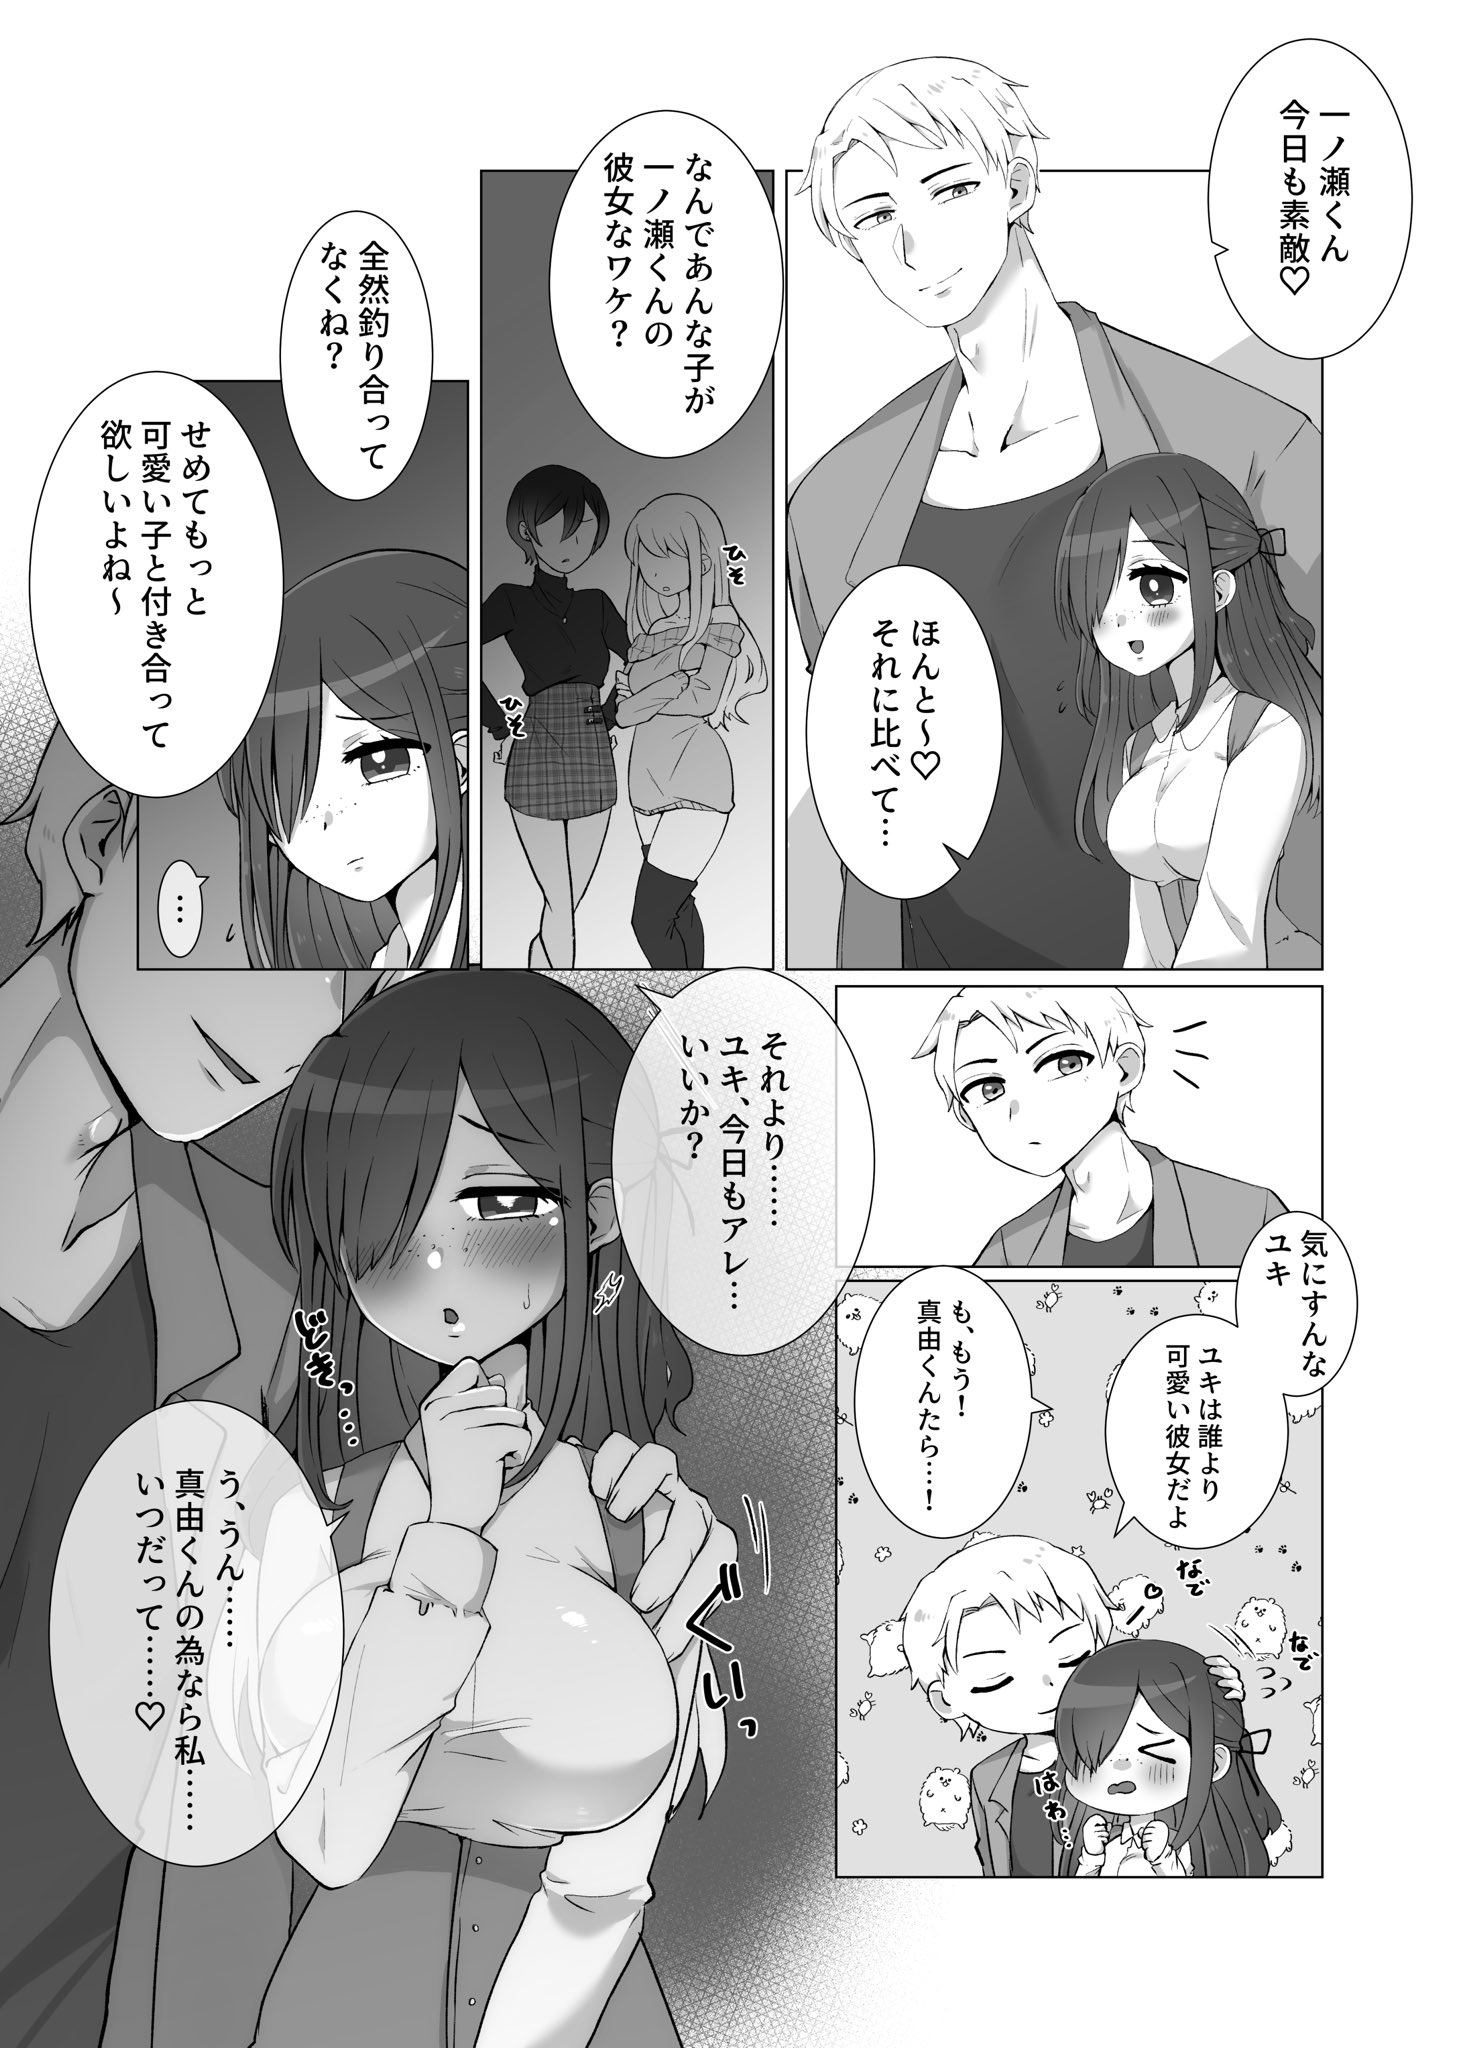 一ノ瀬くん
今日も素敵♡
ほんと〜♡
それに比べて…
なんであんな子が
一ノ瀬くんの
彼女なワケ？
ひそ
ひそ
全然釣り合って
なくね？
せめてもっと
可愛い子と付き合って
欲しいよね〜
…
気にすんな
ユキ
ユキは誰より
可愛い彼女だよ
も、もう！
真由くんたら…！
なで
なで
はわ…
それより……
ユキ、今日もアレ…
いいか？
どきっ…
ぐいっ
う、うん……
真由くんの為なら私……
いつだって……♡